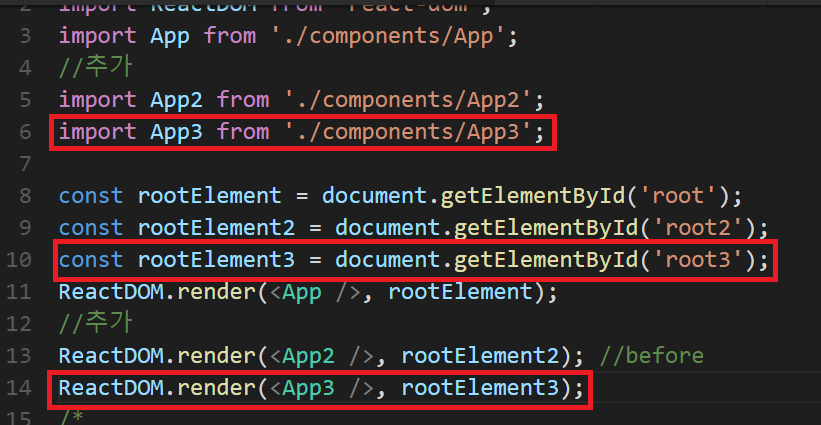 2 import ReactDOM from 'react-dom';
3 import App from './components/App';
4 //추가
5 import App2 from './components/App2';
6 import App3 from './components/App3';
7
8 const rootElement = document.getElementById('root');
9 const rootElement2 = document.getElementById('root2');
10 const rootElement3 = document.getElementById('root3');
11 ReactDOM.render(<App />, rootElement);
12 //추가
13 ReactDOM.render(<App2 />, rootElement2); //before
14 ReactDOM.render(<App3 />, rootElement3);
15 /*